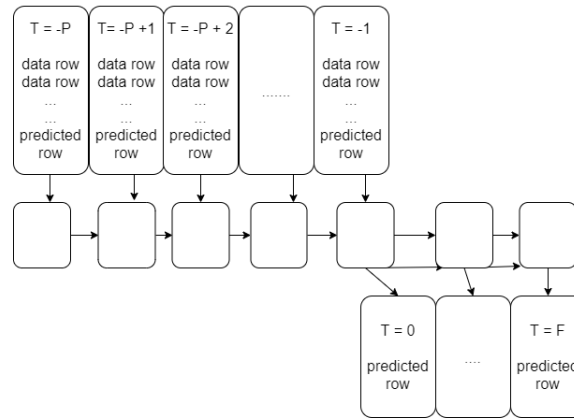 T = -P
data row
data row
...
...
predicted
row
T= -P +1
data row
data row
...
...
predicted
row
T = -P + 2
data row
data row
...
...
predicted
row
.......
T = -1
data row
data row
...
...
predicted
row
T = 0
predicted
row
....
T = F
predicted
row